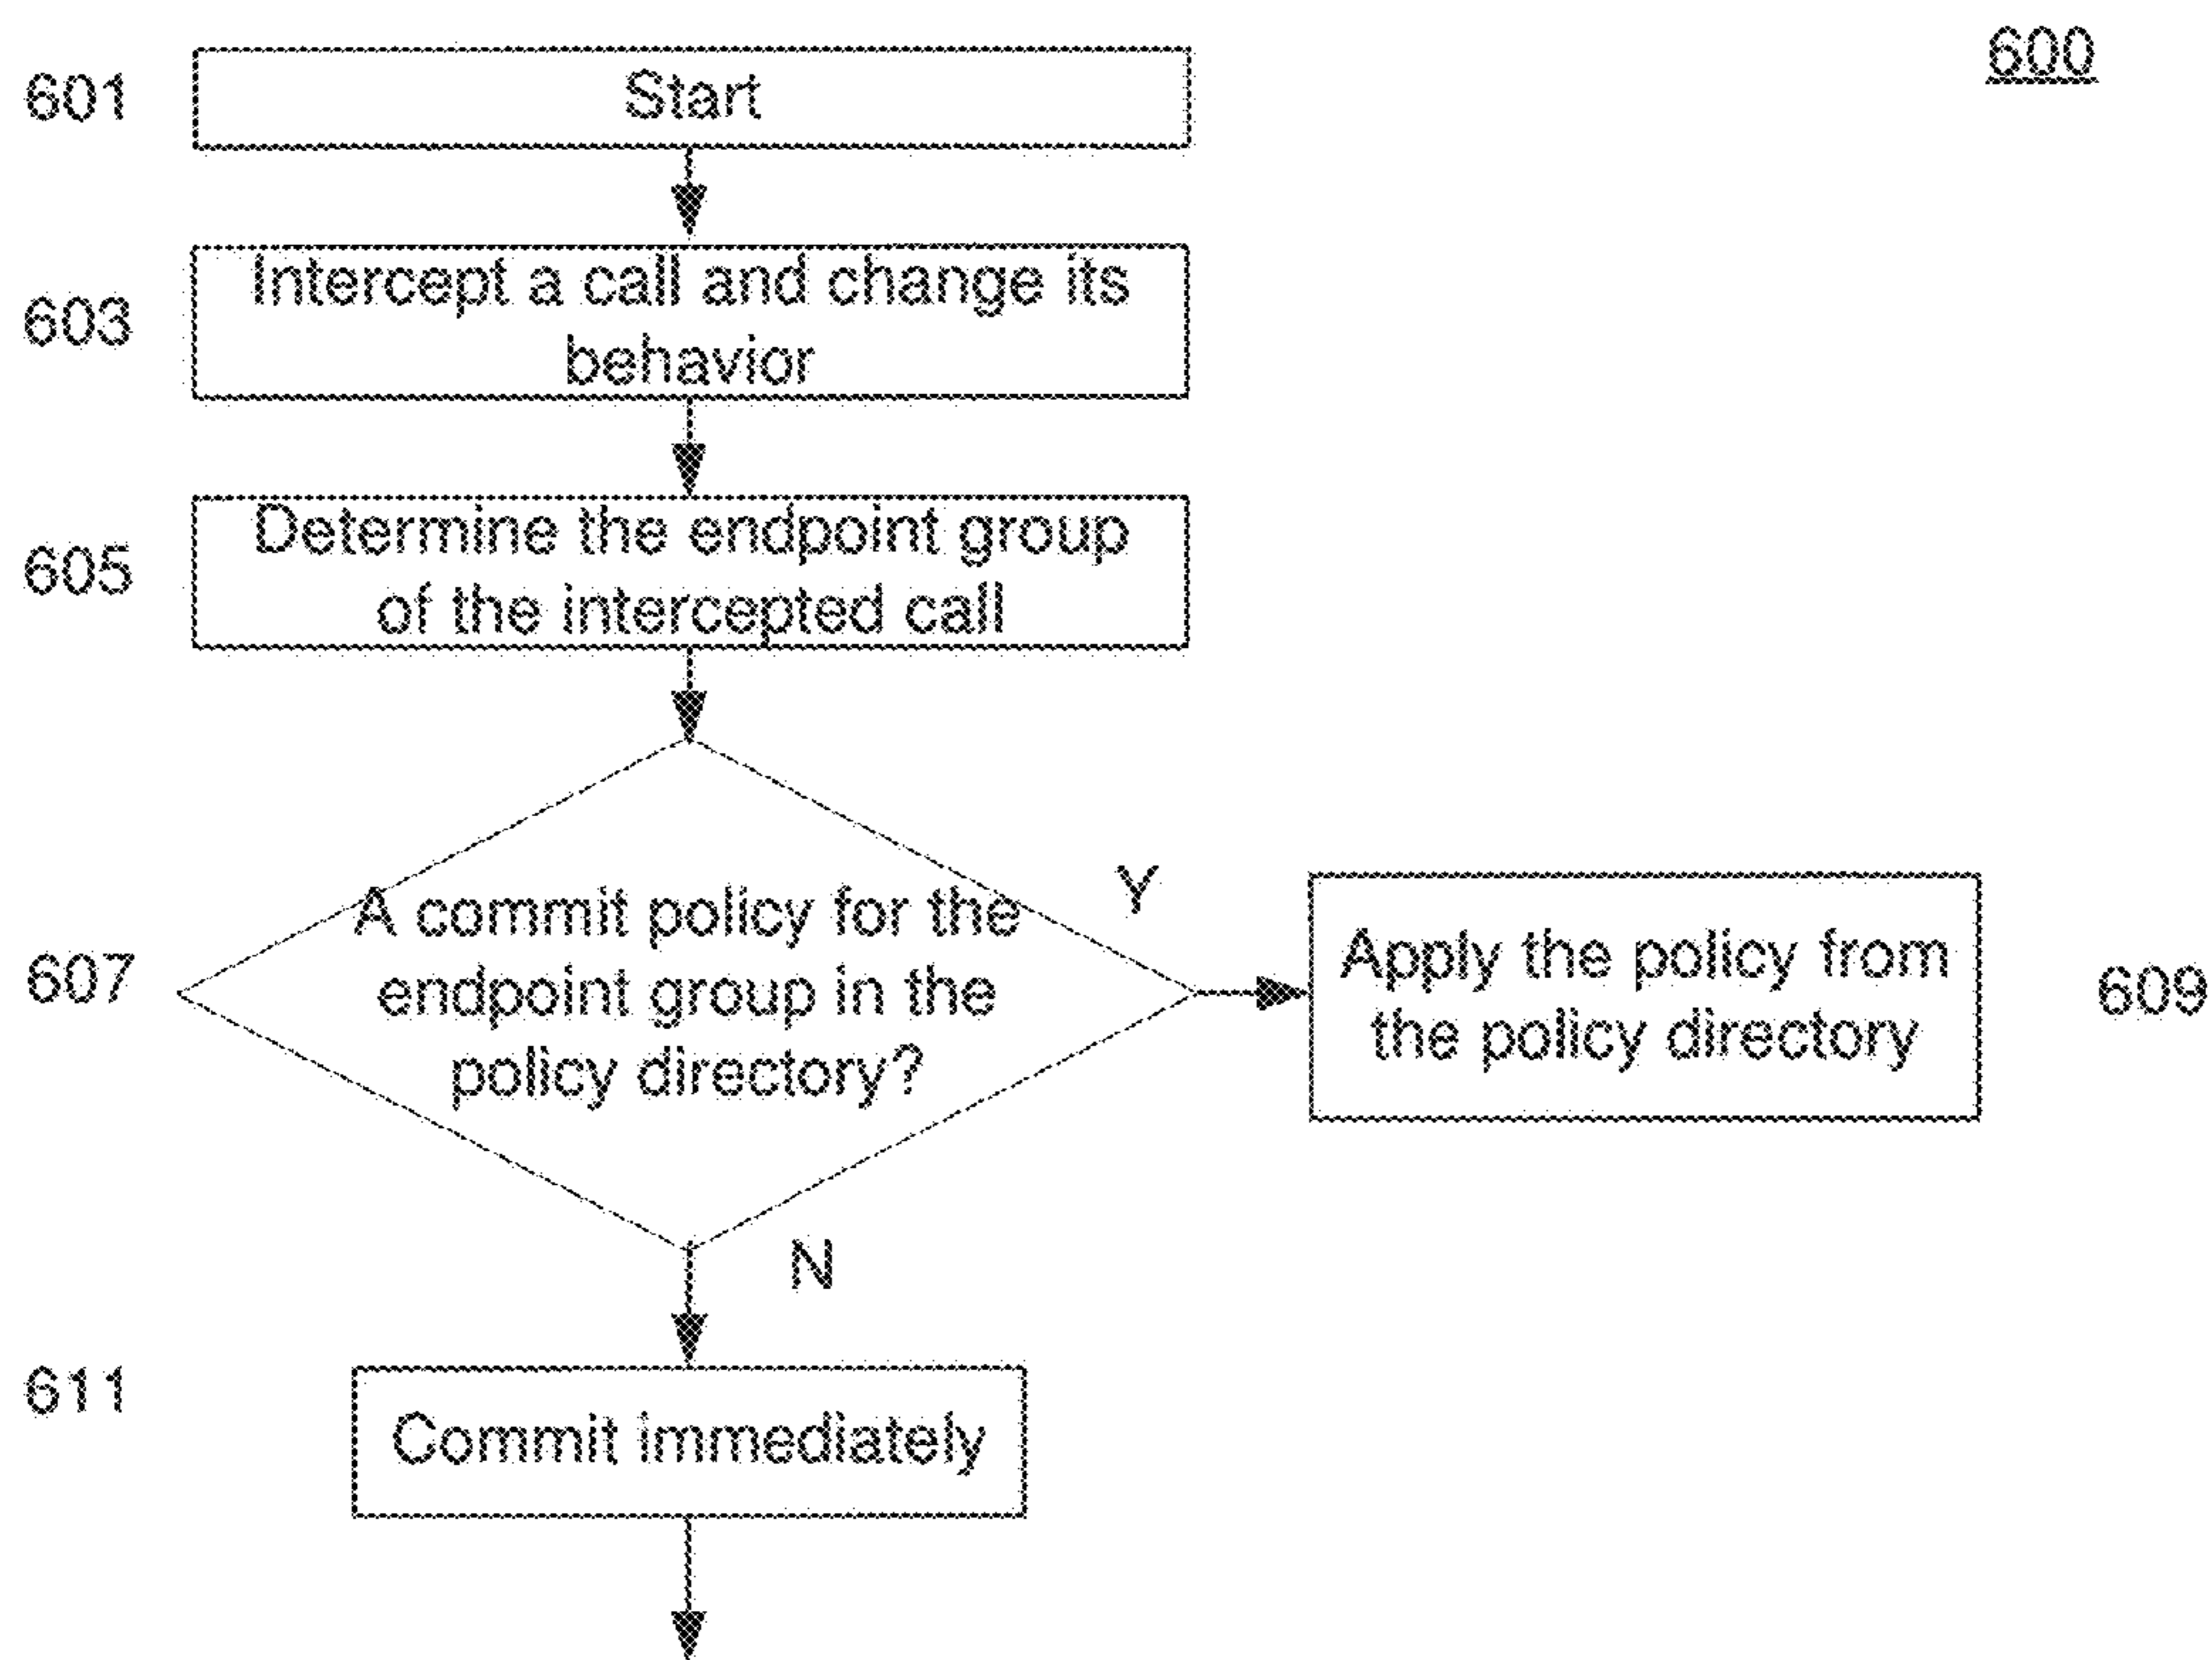 600
601
Start
603
Intercept a call and change its
behavior
605
Determine the endpoint group
of the intercepted call
607
A commit policy for the
endpoint group in the
policy directory?
Y
Apply the policy from
the policy directory
609
N
611
Commit immediately